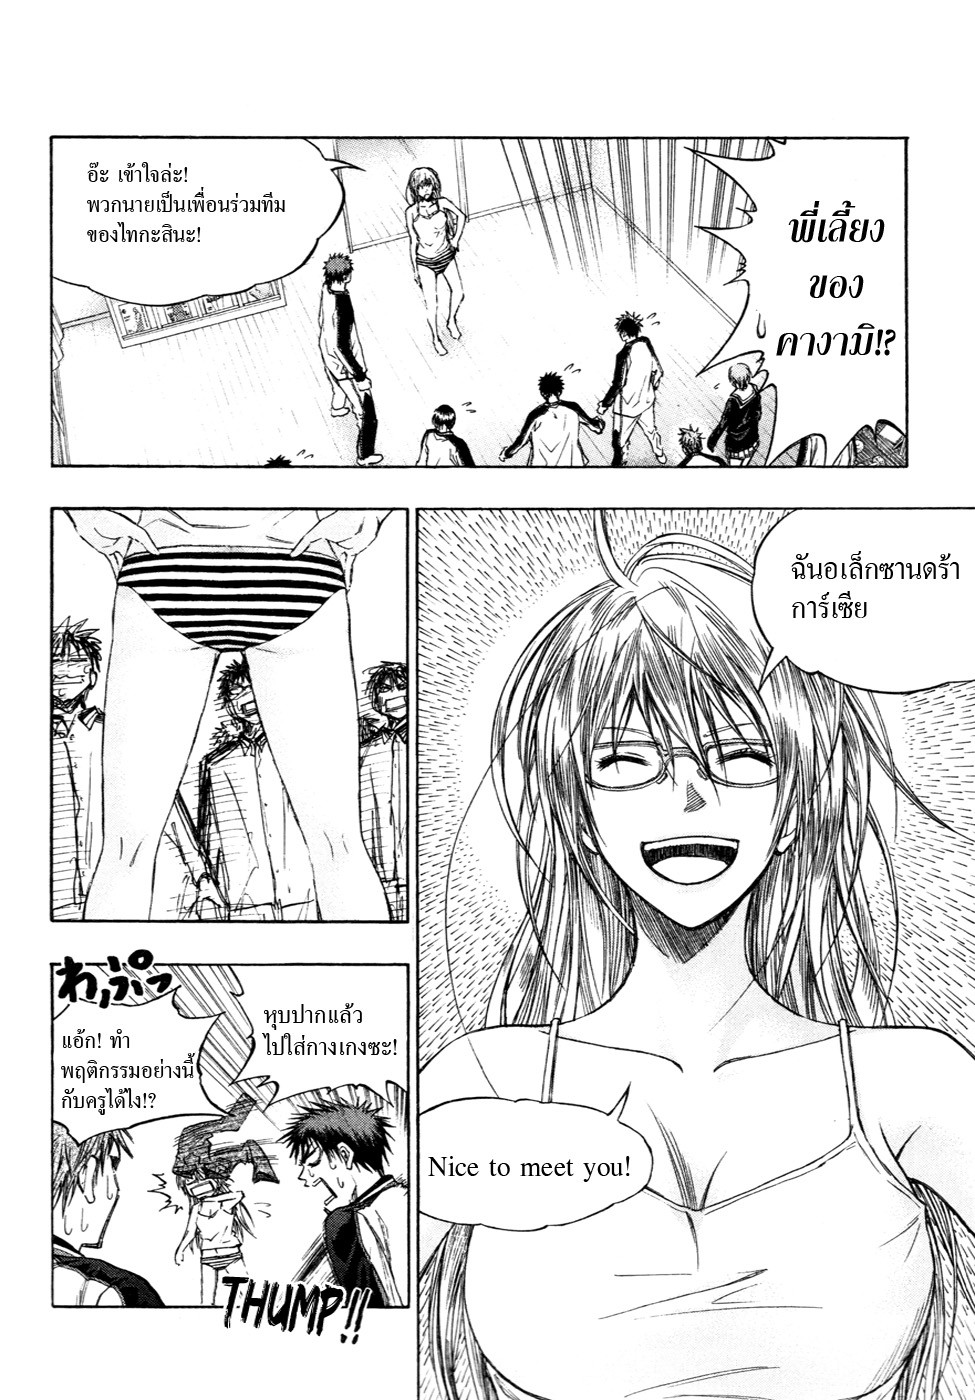 พี่เลี้ยง
ของ
คางามิ!?
อ๊ะ เข้าใจล่ะ!
พวกนายเป็นเพื่อนร่วมทีม
ของไทกะสินะ!
ฉันอเล็กซานดร้า
การ์เซีย
Nice to meet you!
หุบปากแล้ว
ไปใส่กางเกงซะ!
わぷっ
แอ้ก! ทำ
พฤติกรรมอย่างนี้
กับครูได้ไง!?
THUMP!!